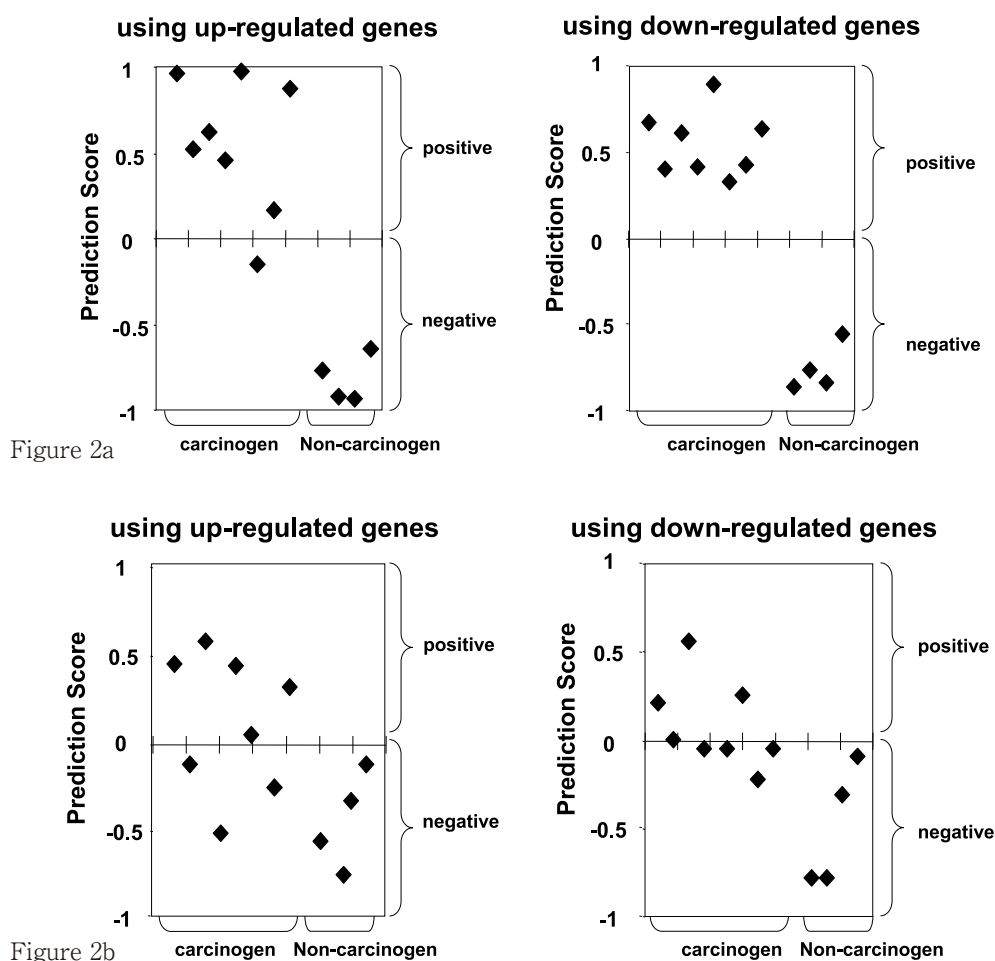 using up-regulated genes
Prediction Score
1
0.5
0
-0.5
-1
positive
negative
carcinogen
Non-carcinogen
using down-regulated genes
Prediction Score
1
0.5
0
-0.5
-1
positive
negative
carcinogen
Non-carcinogen
Figure 2a
using up-regulated genes
Prediction Score
1
0.5
0
-0.5
-1
positive
negative
carcinogen
Non-carcinogen
using down-regulated genes
Prediction Score
1
0.5
0
-0.5
-1
positive
negative
carcinogen
Non-carcinogen
Figure 2b